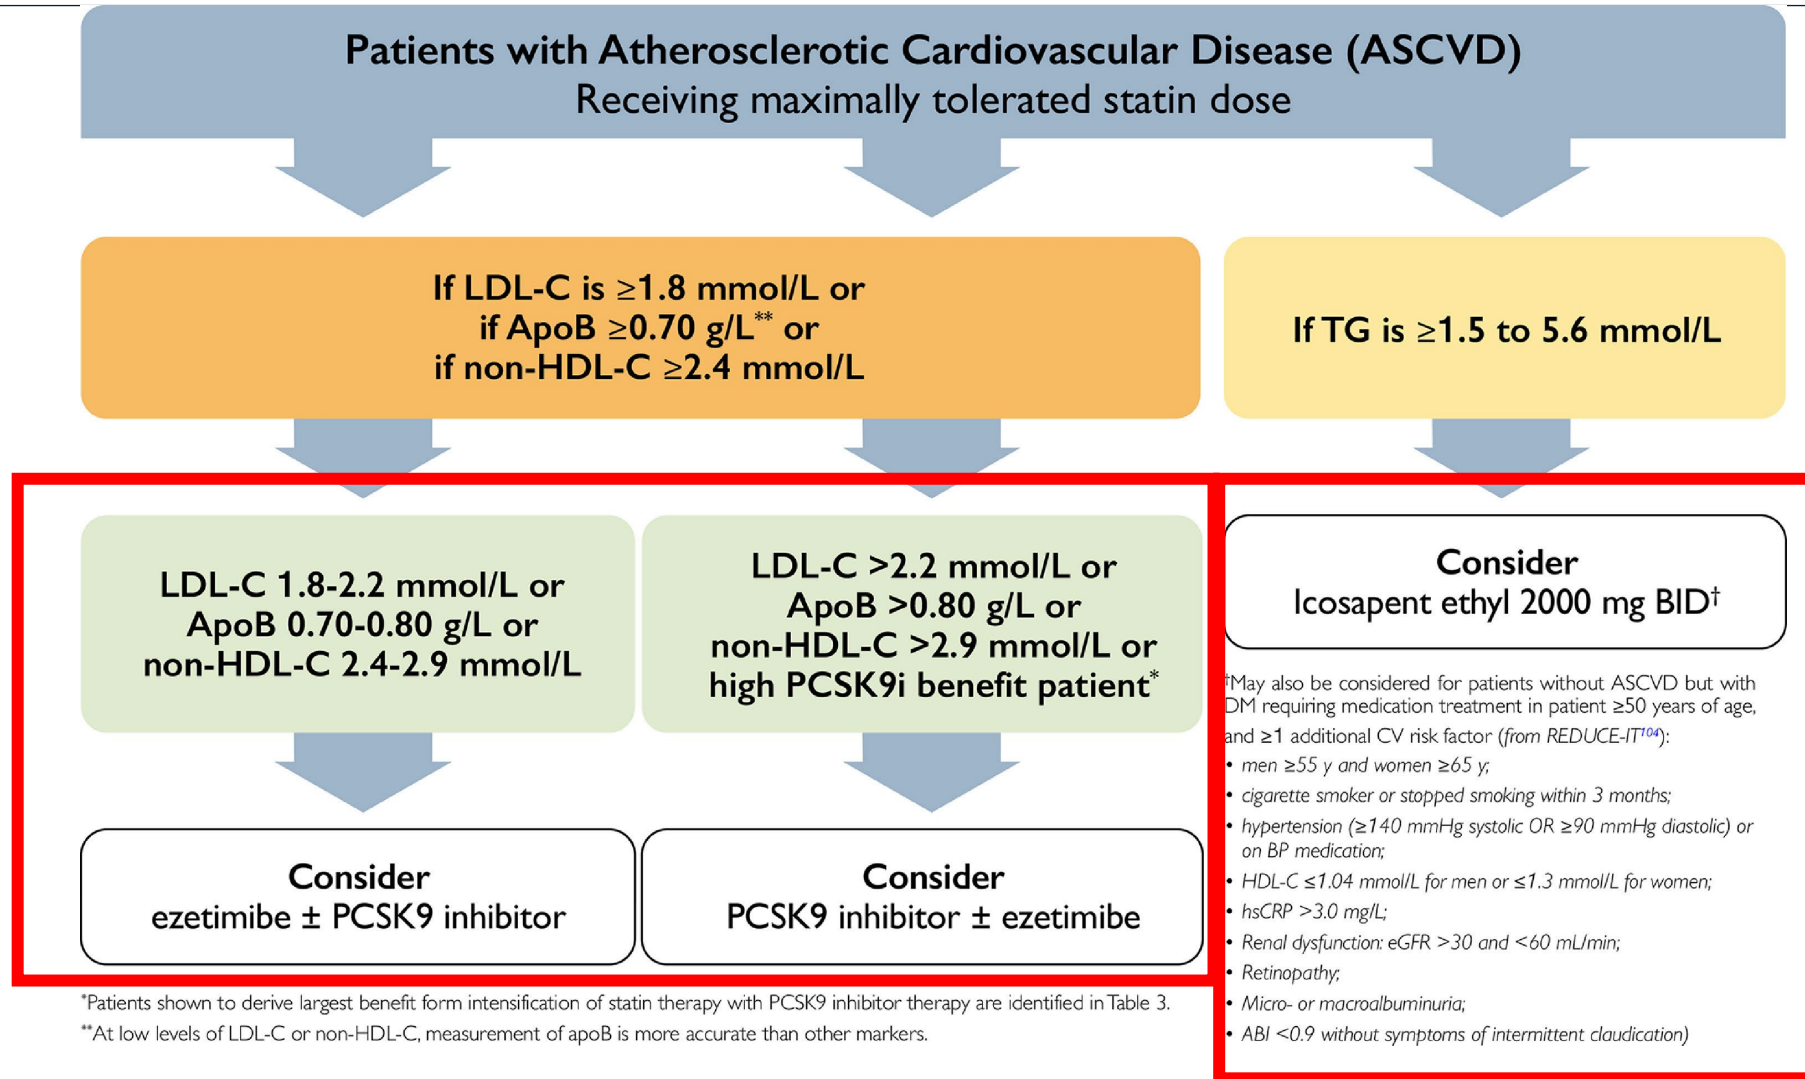 Patients with Atherosclerotic Cardiovascular Disease (ASCVD)
Receiving maximally tolerated statin dose
If LDL-C is ≥1.8 mmol/L or
if ApoB ≥0.70 g/L** or
if non-HDL-C ≥2.4 mmol/L
If TG is ≥1.5 to 5.6 mmol/L
LDL-C 1.8-2.2 mmol/L or
ApoB 0.70-0.80 g/L or
non-HDL-C 2.4-2.9 mmol/L
LDL-C >2.2 mmol/L or
ApoB >0.80 g/L or
non-HDL-C >2.9 mmol/L or
high PCSK9i benefit patient*
Consider
ezetimibe ± PCSK9 inhibitor
Consider
PCSK9 inhibitor ± ezetimibe
Consider
Icosapent ethyl 2000 mg BID†
†May also be considered for patients without ASCVD but with
DM requiring medication treatment in patient ≥50 years of age,
and ≥1 additional CV risk factor (from REDUCE-IT104):
• men ≥55 y and women ≥65 y;
• cigarette smoker or stopped smoking within 3 months;
• hypertension (≥140 mmHg systolic OR ≥90 mmHg diastolic) or
on BP medication;
• HDL-C ≤1.04 mmol/L for men or ≤1.3 mmol/L for women;
• hsCRP >3.0 mg/L;
• Renal dysfunction: eGFR >30 and <60 mL/min;
• Retinopathy;
• Micro- or macroalbuminuria;
• ABI <0.9 without symptoms of intermittent claudication)
*Patients shown to derive largest benefit form intensification of statin therapy with PCSK9 inhibitor therapy are identified in Table 3.
**At low levels of LDL-C or non-HDL-C, measurement of apoB is more accurate than other markers.